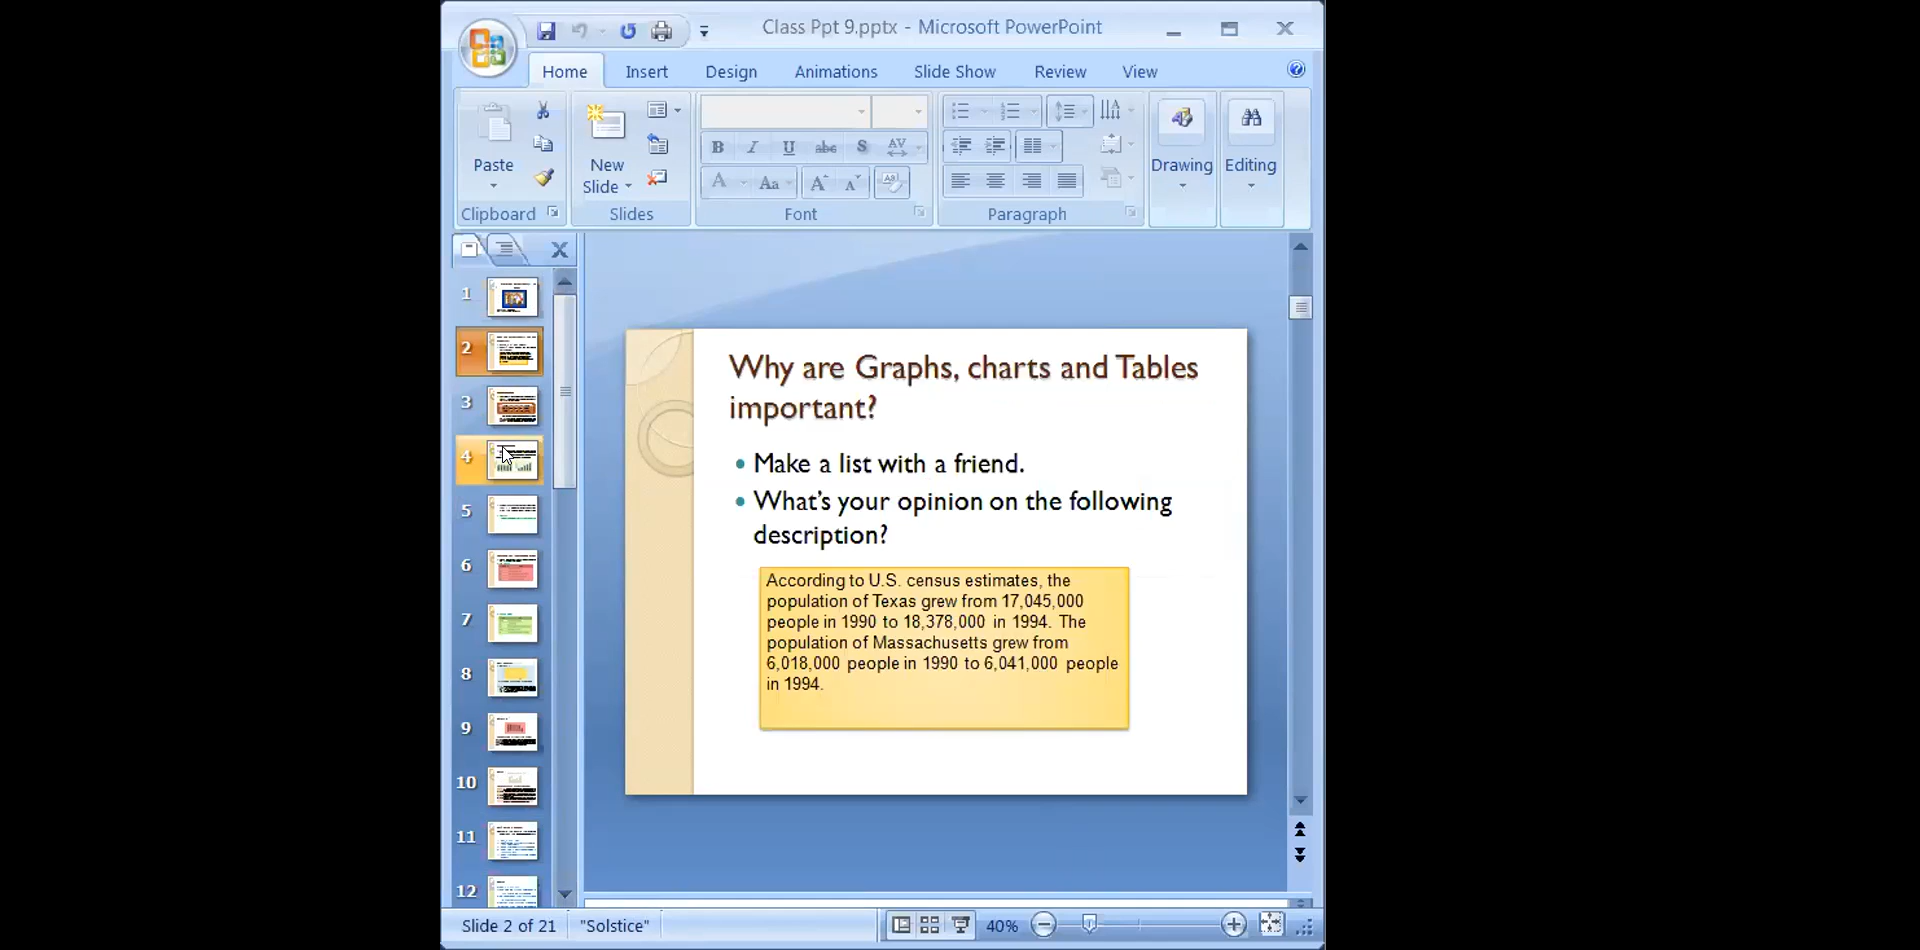 Class Ppt 9.pptx - Microsoft PowerPoint
Home Insert Design Animations Slide Show Review View
Paste
New
Slide
B I U abc S AV
A Aa A A
Drawing
Editing
Clipboard
Slides
Font
Paragraph
1
2
3
4
5
6
7
8
9
10
11
12
Why are Graphs, charts and Tables
important?
• Make a list with a friend.
• What's your opinion on the following
description?
According to U.S. census estimates, the
population of Texas grew from 17,045,000
people in 1990 to 18,378,000 in 1994. The
population of Massachusetts grew from
6,018,000 people in 1990 to 6,041,000 people
in 1994.
Slide 2 of 21 "Solstice" 40%